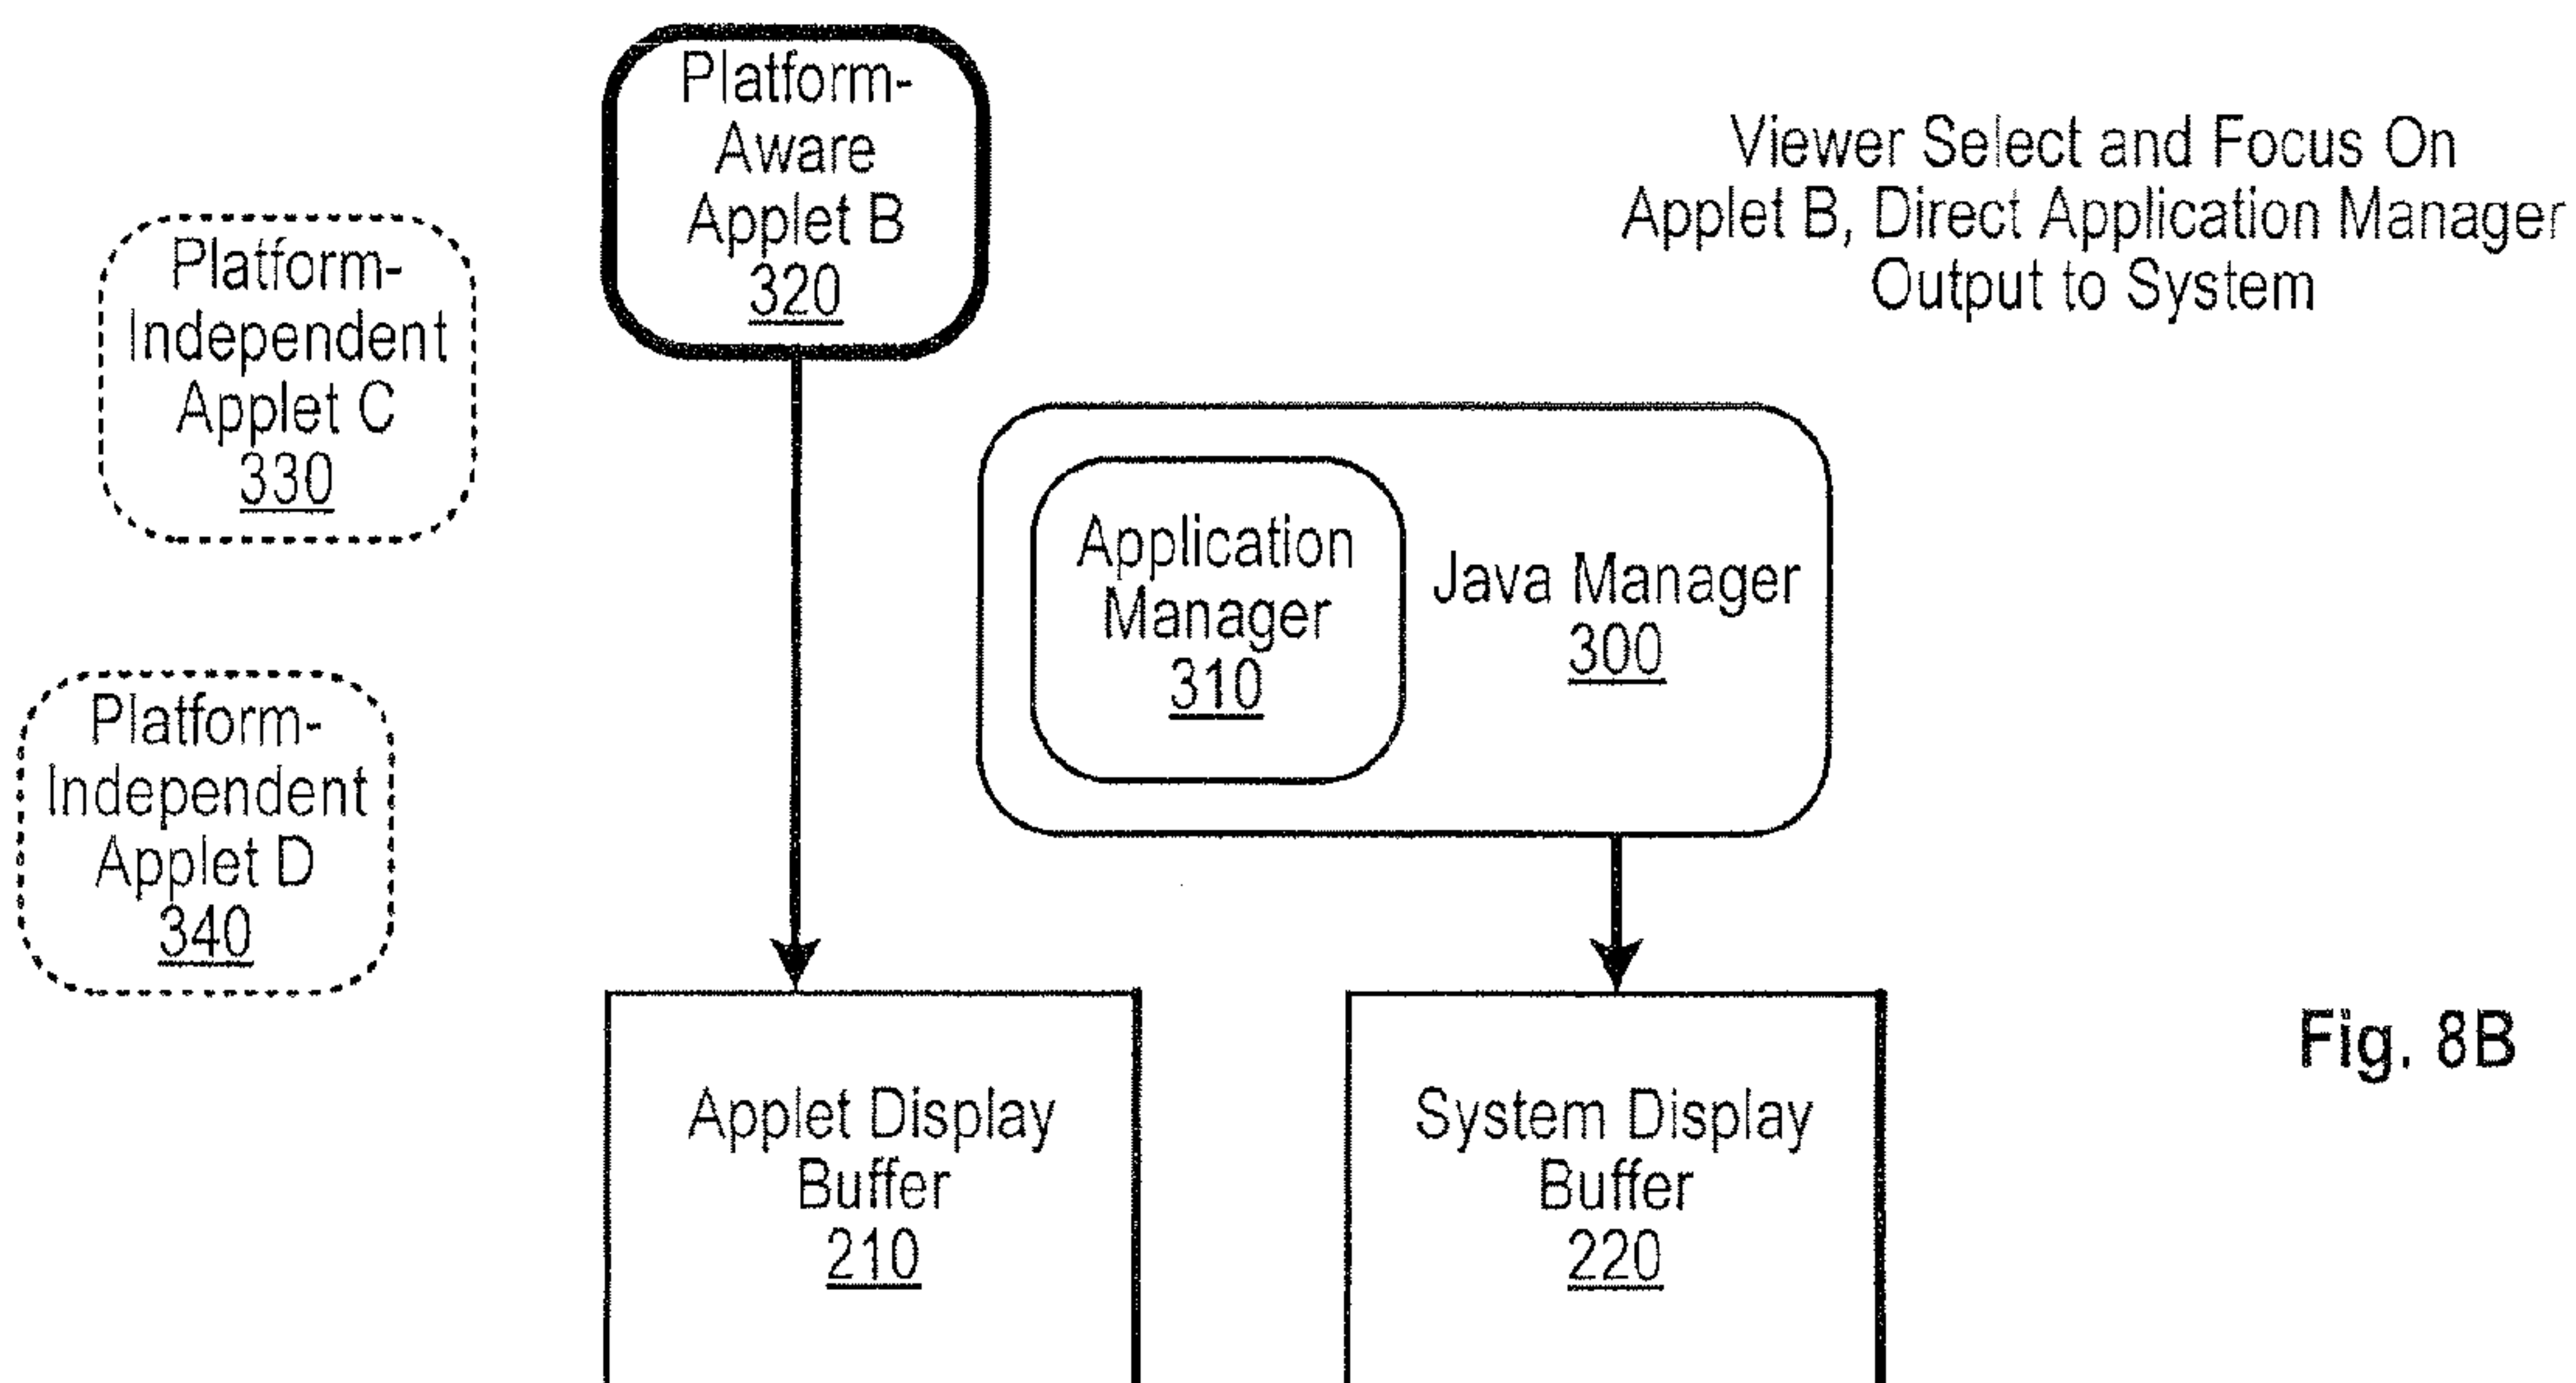 Platform-
Aware
Applet B
320
Viewer Select and Focus On
Applet B, Direct Application Manager
Output to System
Platform-
Independent
Applet C
330
Application
Manager
310
Java Manager
300
Platform-
Independent
Applet D
340
Applet Display
Buffer
210
System Display
Buffer
220
Fig. 8B